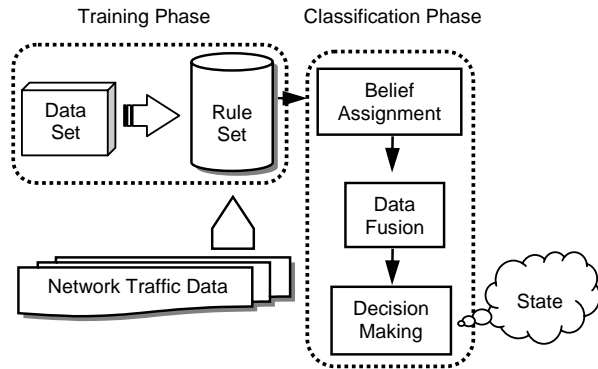 Training Phase
Classification Phase
Data
Set
Rule
Set
Belief
Assignment
Data
Fusion
Network Traffic Data
Decision
Making
State